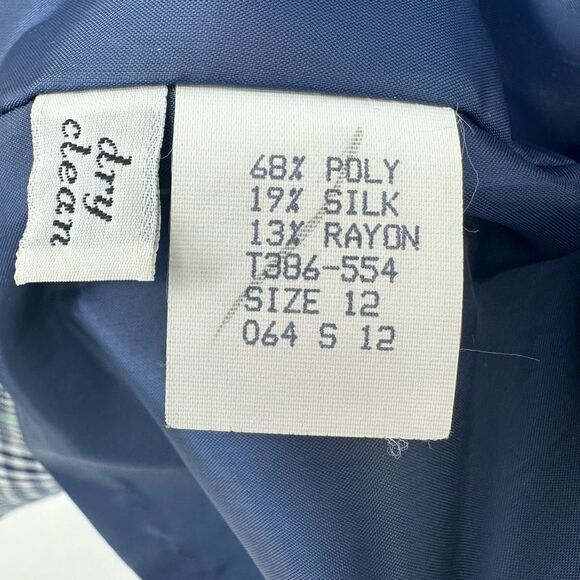 dry
clean
68% POLY
19% SILK
13% RAYON
T386-554
SIZE 12
064 S 12